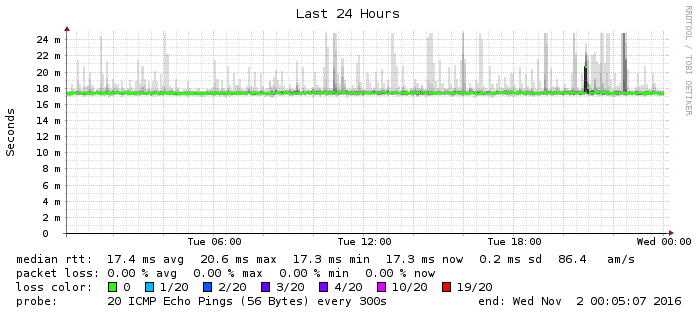 Last 24 Hours
RRDTOOL / TOBI OETIKER
Seconds
24 m
22 m
20 m
18 m
16 m
14 m
12 m
10 m
8 m
6 m
4 m
2 m
0
Tue 06:00 Tue 12:00 Tue 18:00 Wed 00:00
median rtt: 17.4 ms avg 20.6 ms max 17.3 ms min 17.3 ms now 0.2 ms sd 86.4 am/s
packet loss: 0.00 % avg 0.00 % max 0.00 % min 0.00 % now
loss color: 0 1/20 2/20 3/20 4/20 10/20 19/20
probe: 20 ICMP Echo Pings (56 Bytes) every 300s end: Wed Nov 2 00:05:07 2016